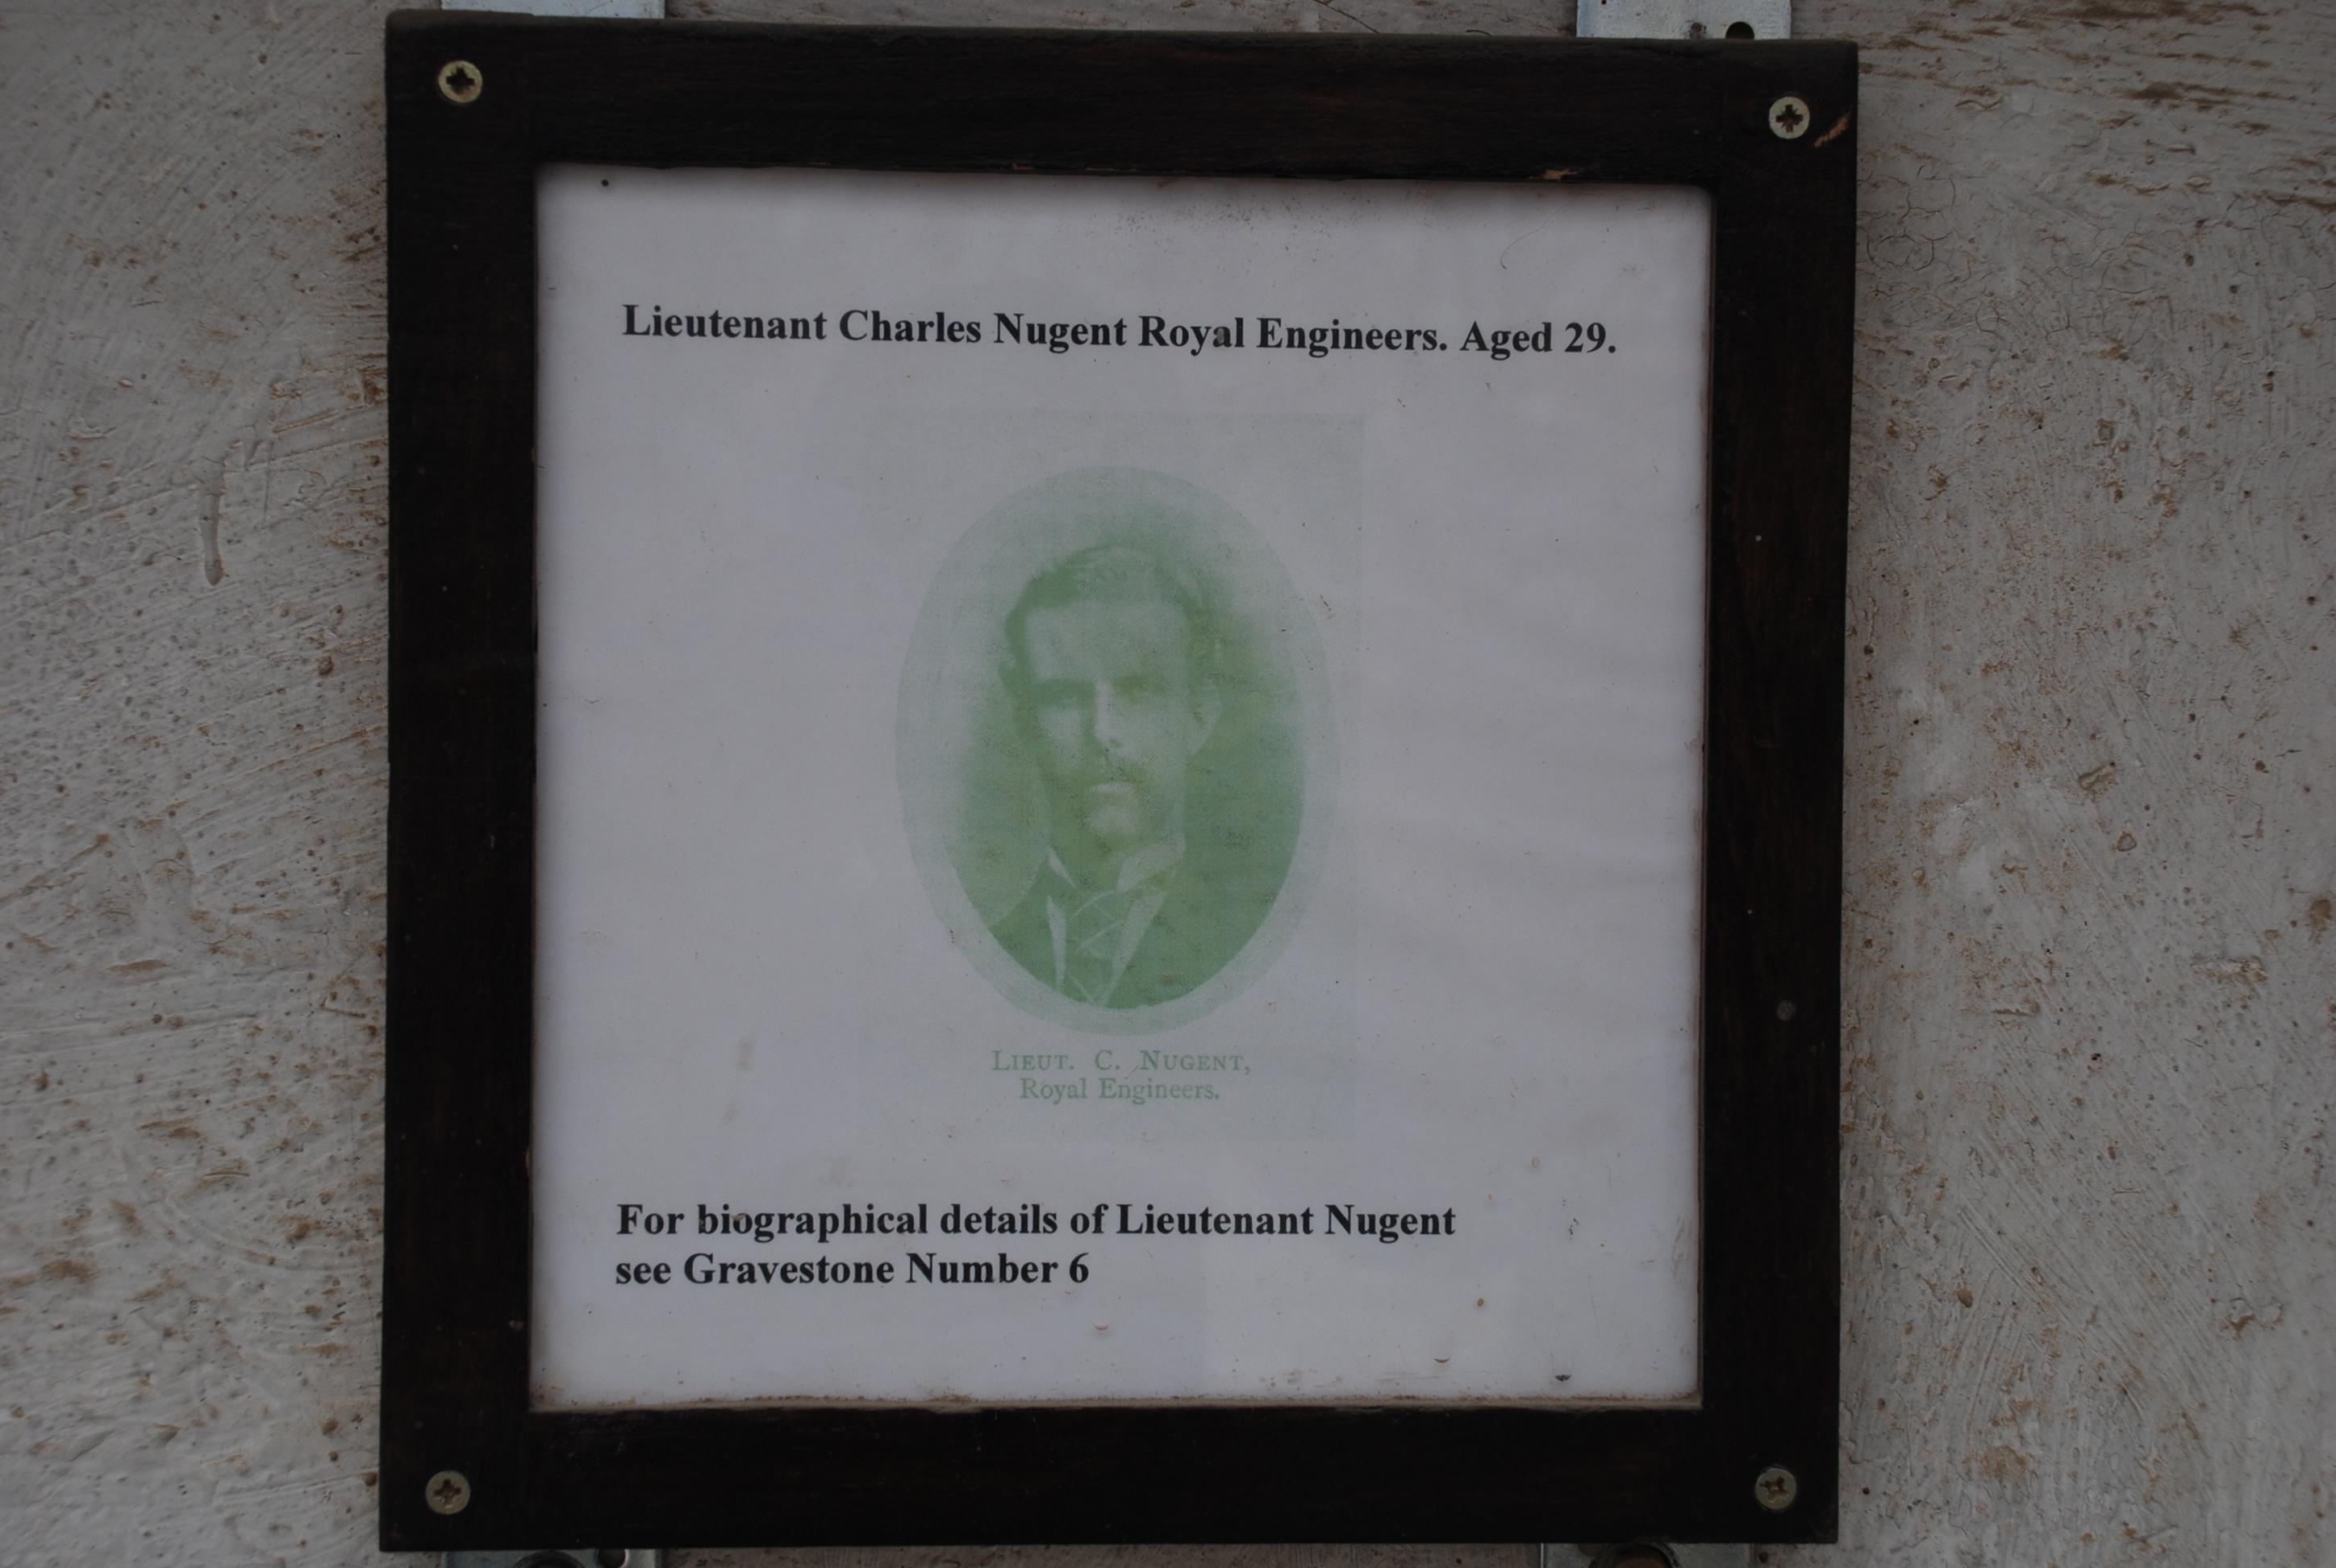 Lieutenant Charles Nugent Royal Engineers. Aged 29.
LIEUT. C. NUGENT,
Royal Engineers.
For biographical details of Lieutenant Nugent
see Gravestone Number 6